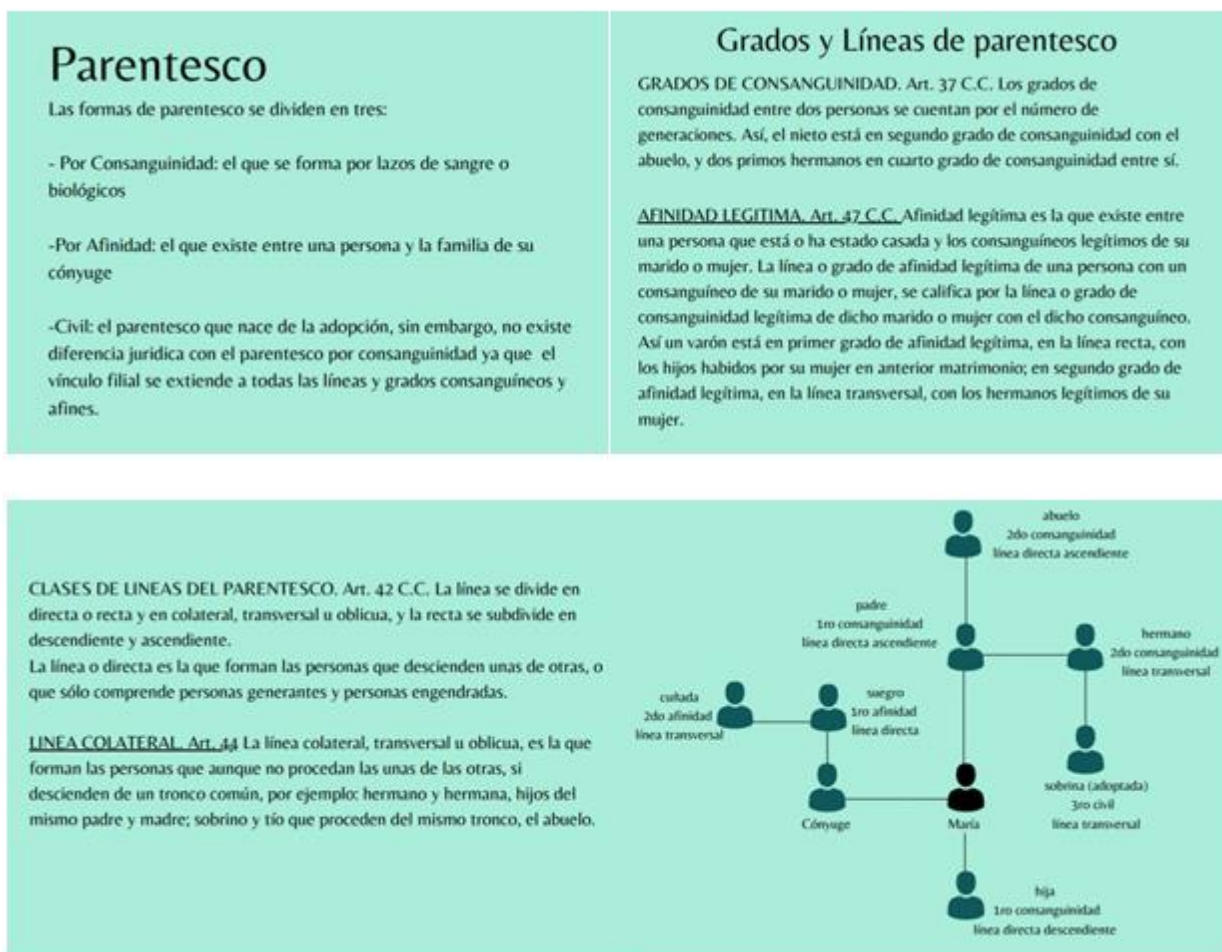 Parentesco
Las formas de parentesco se dividen en tres:
- Por Consanguinidad: el que se forma por lazos de sangre o
biológicos
-Por Afinidad: el que existe entre una persona y la familia de su
cónyuge
-Civil: el parentesco que nace de la adopción, sin embargo, no existe
diferencia juridica con el parentesco por consanguinidad ya que el
vínculo filial se extiende a todas las líneas y grados consanguíneos y
afines.
Grados y Líneas de parentesco
GRADOS DE CONSANGUINIDAD. Art. 37 C.C. Los grados de
consanguinidad entre dos personas se cuentan por el número de
generaciones. Así, el nieto está en segundo grado de consanguinidad con el
abuelo, y dos primos hermanos en cuarto grado de consanguinidad entre sí.
AFINIDAD LEGITIMA. Art. 47 C.C. Afinidad legítima es la que existe entre
una persona que está o ha estado casada y los consanguíneos legítimos de su
marido o mujer. La línea o grado de afinidad legítima de una persona con un
consanguíneo de su marido o mujer, se califica por la línea o grado de
consanguinidad legítima de dicho marido o mujer con el dicho consanguíneo.
Así un varón está en primer grado de afinidad legítima, en la línea recta, con
los hijos habidos por su mujer en anterior matrimonio; en segundo grado de
afinidad legítima, en la línea transversal, con los hermanos legítimos de su
mujer.
CLASES DE LINEAS DEL PARENTESCO. Art. 42 C.C. La línea se divide en
directa o recta y en colateral, transversal u oblicua, y la recta se subdivide en
descendiente y ascendiente.
La línea o directa es la que forman las personas que descienden unas de otras, o
que sólo comprende personas generantes y personas engendradas.
LINEA COLATERAL. Art. 44 La línea colateral, transversal u oblicua, es la que
forman las personas que aunque no procedan las unas de las otras, si
descienden de un tronco común, por ejemplo: hermano y hermana, hijos del
mismo padre y madre; sobrino y tío que proceden del mismo tronco, el abuelo.
abuelo
2do consanguinidad
línea directa ascendiente
padre
1ro consanguinidad
línea directa ascendiente
hermano
2do consanguinidad
línea transversal
cuñada
2do afinidad
línea transversal
suegro
1ro afinidad
línea directa
sobrina (adoptada)
3ro civil
línea transversal
Cónyuge
María
hija
1ro consanguinidad
línea directa descendiente